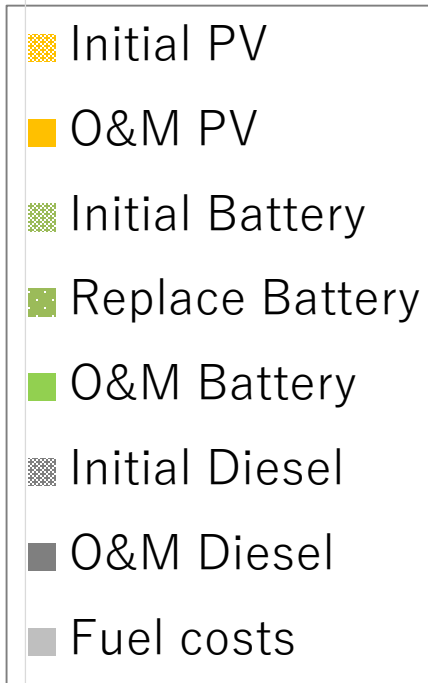 Initial PV
O&M PV
Initial Battery
Replace Battery
O&M Battery
Initial Diesel
O&M Diesel
Fuel costs